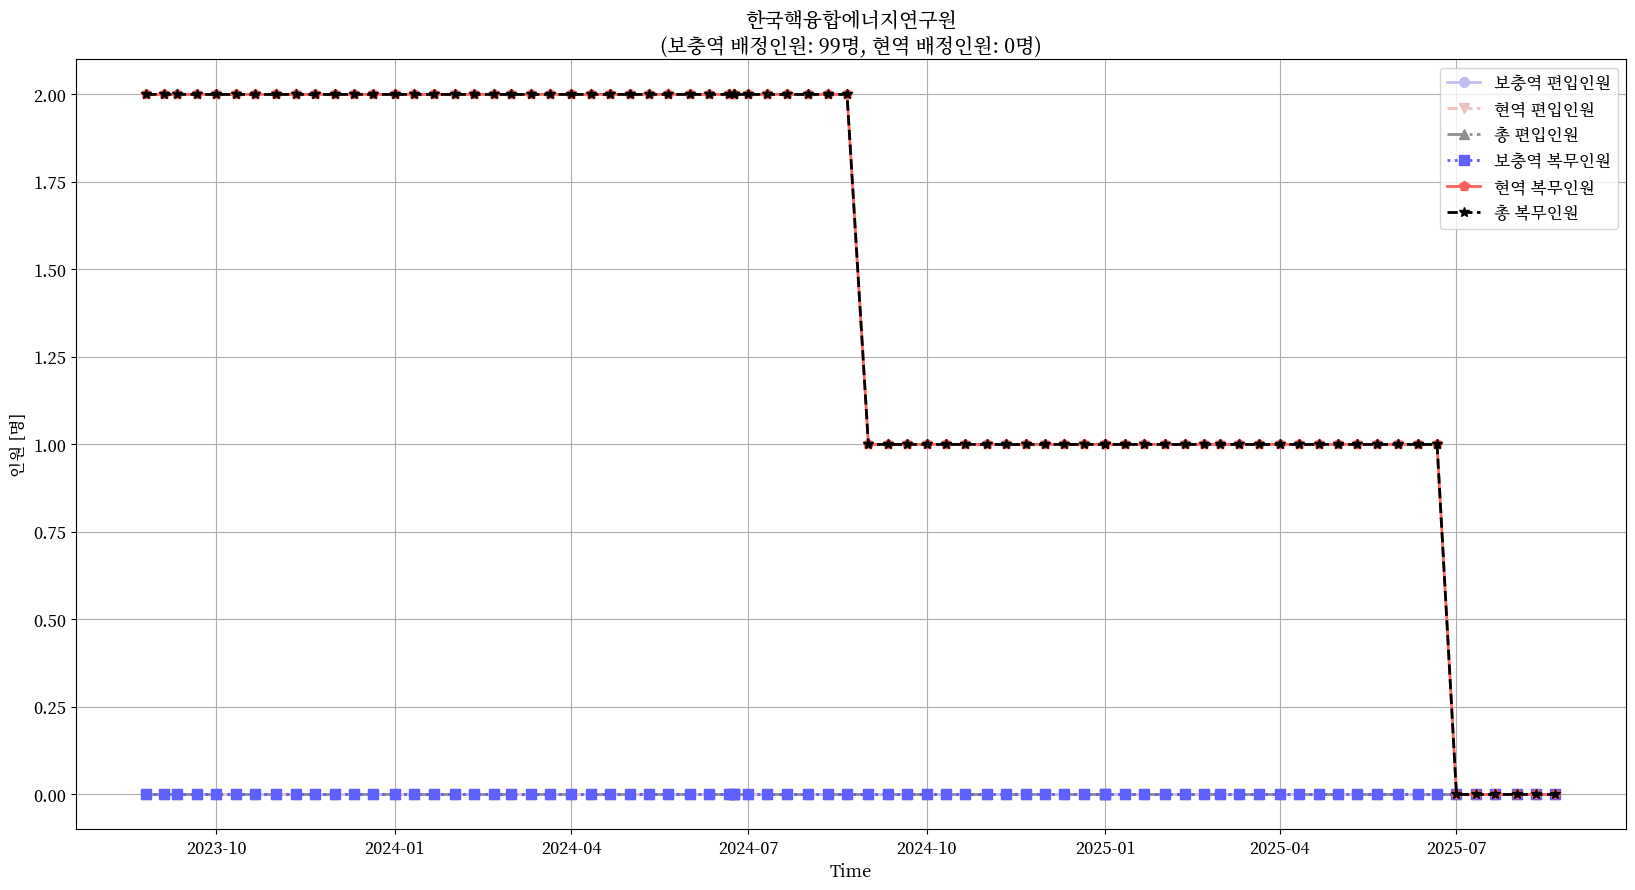 한국핵융합에너지연구원
(보충역 배정인원: 99명, 현역 배정인원: 0명)
보충역 편입인원
현역 편입인원
총 편입인원
보충역 복무인원
현역 복무인원
총 복무인원
인원 [명]
2.00
1.75
1.50
1.25
1.00
0.75
0.50
0.25
0.00
2023-10
2024-01
2024-04
2024-07
2024-10
2025-01
2025-04
2025-07
Time